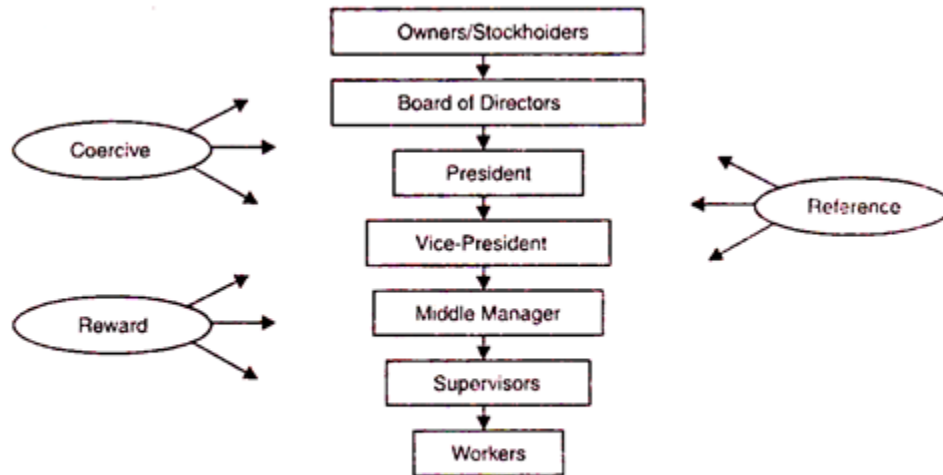 Owners/Stockhoiders
Board of Directors
Coercive
President
Reference
Vice-President
Reward
Middle Manager
Supervisors
Workers